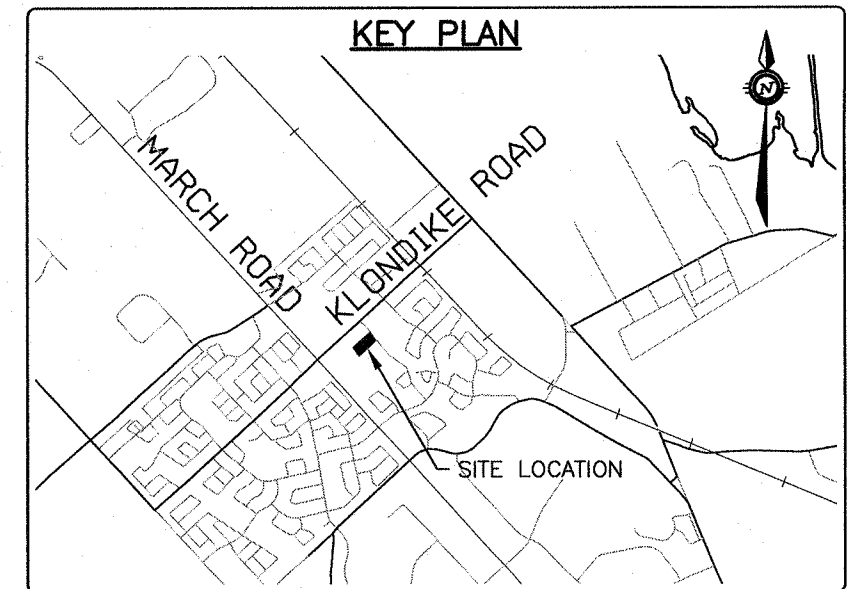 KEY PLAN
N
MARCH ROAD
KLONDIKE ROAD
SITE LOCATION